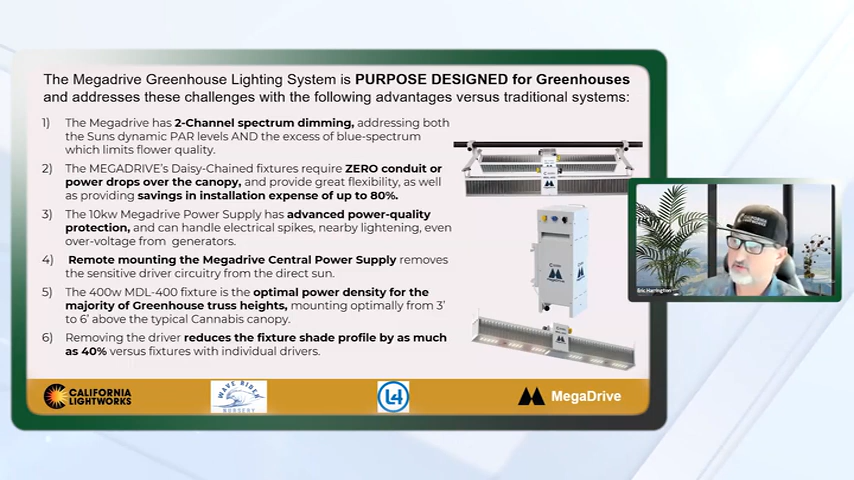 The Megadrive Greenhouse Lighting System is PURPOSE DESIGNED for Greenhouses
and addresses these challenges with the following advantages versus traditional systems:
1) The Megadrive has 2-Channel spectrum dimming, addressing both
the Suns dynamic PAR levels AND the excess of blue-spectrum
which limits flower quality.
2) The MEGADRIVE's Daisy-Chained fixtures require ZERO conduit or
power drops over the canopy, and provide great flexibility, as well
as providing savings in installation expense of up to 80%.
3) The 10kw Megadrive Power Supply has advanced power-quality
protection, and can handle electrical spikes, nearby lightening, even
over-voltage from generators.
4) Remote mounting the Megadrive Central Power Supply removes
the sensitive driver circuitry from the direct sun.
5) The 400w MDL-400 fixture is the optimal power density for the
majority of Greenhouse truss heights, mounting optimally from 3'
to 6' above the typical Cannabis canopy.
6) Removing the driver reduces the fixture shade profile by as much
as 40% versus fixtures with individual drivers.
Eric Harrington
CALIFORNIA
LIGHTWORKS
WAVE RIDER
NURSERY
L4
MegaDrive